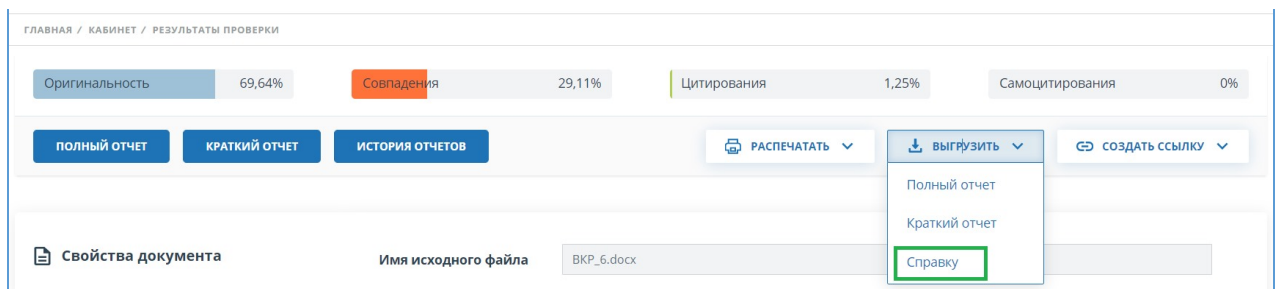 ГЛАВНАЯ / КАБИНЕТ / РЕЗУЛЬТАТЫ ПРОВЕРКИ
Оригинальность 69,64% Совпадения 29,11% Цитирования 1,25% Самоцитирования 0%
ПОЛНЫЙ ОТЧЕТ КРАТКИЙ ОТЧЕТ ИСТОРИЯ ОТЧЕТОВ РАСПЕЧАТАТЬ ВЫГРУЗИТЬ СОЗДАТЬ ССЫЛКУ
Полный отчет
Краткий отчет
Свойства документа Имя исходного файла ВКР_6.docx Справку